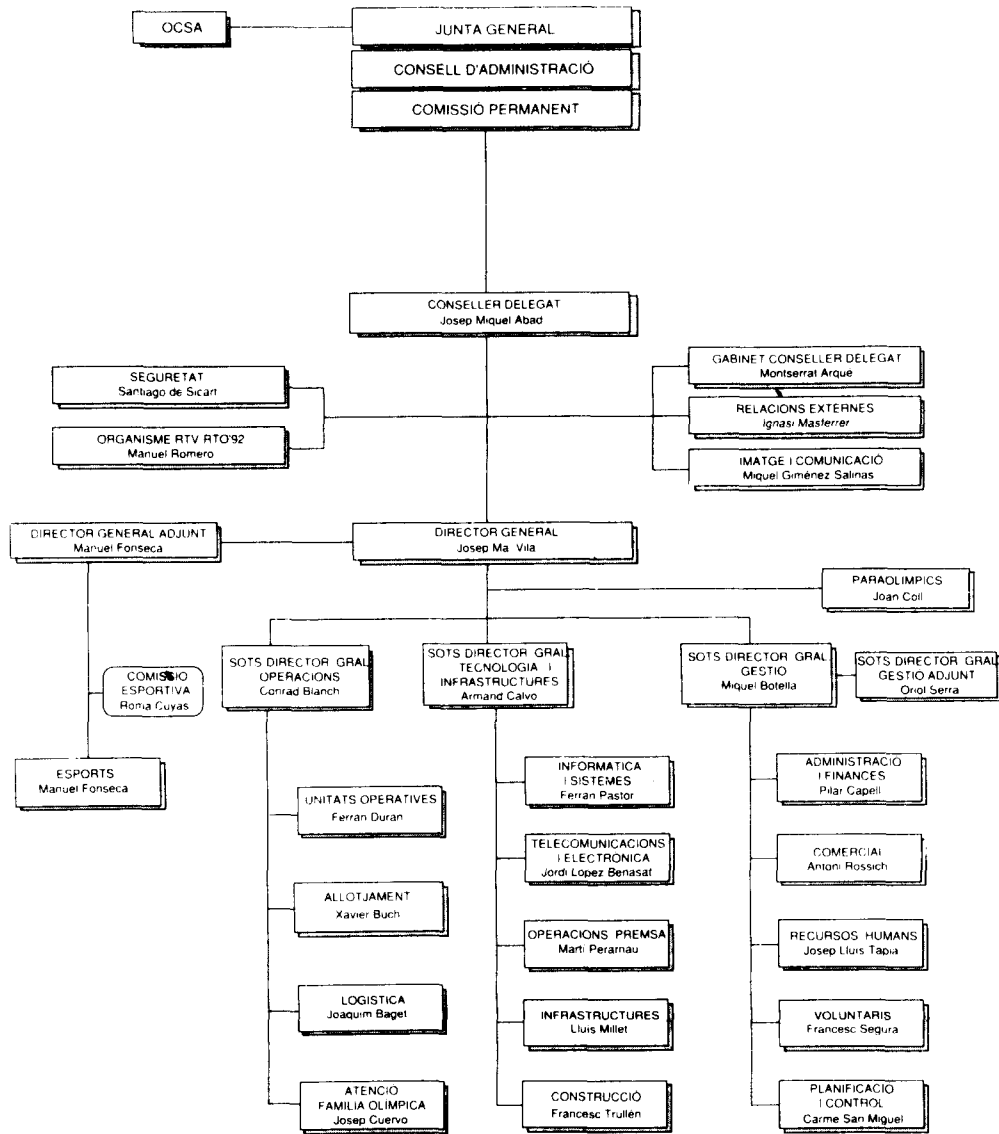 OCSA
JUNTA GENERAL
CONSELL D'ADMINISTRACIÓ
COMISSIÓ PERMANENT
CONSELLER DELEGAT
Josep Miquel Abad
SEGURETAT
Santiago de Sicart
ORGANISME RTV RTO'92
Manuel Romero
GABINET CONSELLER DELEGAT
Montserrat Arque
RELACIONS EXTERNES
Ignasi Masferrer
IMATGE I COMUNICACIÓ
Miquel Giménez Salinas
DIRECTOR GENERAL ADJUNT
Manuel Fonseca
DIRECTOR GENERAL
Josep Ma Vila
PARAOLIMPICS
Joan Coll
COMISSIO
ESPORTIVA
Roma Cuyas
ESPORTS
Manuel Fonseca
SOTS DIRECTOR GRAL
OPERACIONS
Conrad Blanch
SOTS DIRECTOR GRAL
TECNOLOGIA I
INFRASTRUCTURES
Armand Calvo
SOTS DIRECTOR GRAL
GESTIO
Miquel Botella
SOTS DIRECTOR GRAL
GESTIO ADJUNT
Oriol Serra
UNITATS OPERATIVES
Ferran Duran
ALLOTJAMENT
Xavier Buch
LOGISTICA
Joaquim Baget
ATENCIO
FAMILIA OLIMPICA
Josep Cuervo
INFORMATICA
I SISTEMES
Ferran Pastor
TELECOMUNICACIONS
I ELECTRÒNICA
Jordi Lopez Benasat
OPERACIONS PREMSA
Marti Perarnau
INFRASTRUCTURES
Lluis Millet
CONSTRUCCIÓ
Francesc Trullén
ADMINISTRACIO
I FINANCES
Pilar Capell
COMERCIAL
Antoni Rossich
RECURSOS HUMANS
Josep Lluis Tapia
VOLUNTARIS
Francesc Segura
PLANIFICACIO
I CONTROL
Carme San Miguel